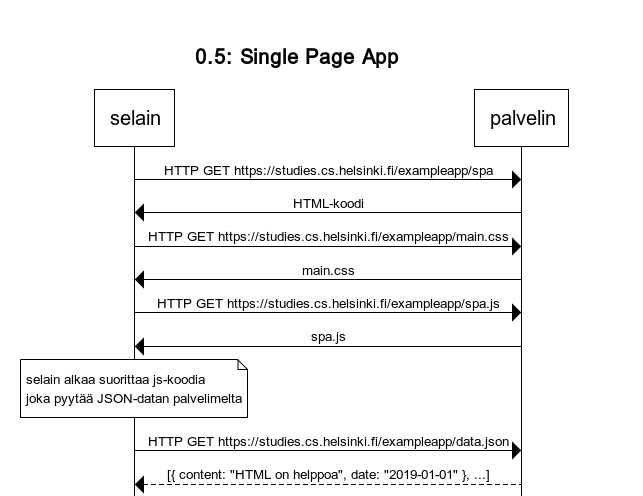 0.5: Single Page App
selain
palvelin
HTTP GET https://studies.cs.helsinki.fi/exampleapp/spa
HTML-koodi
HTTP GET https://studies.cs.helsinki.fi/exampleapp/main.css
main.css
HTTP GET https://studies.cs.helsinki.fi/exampleapp/spa.js
spa.js
selain alkaa suorittaa js-koodia
joka pyytää JSON-datan palvelimelta
HTTP GET https://studies.cs.helsinki.fi/exampleapp/data.json
[{ content: "HTML on helppoa", date: "2019-01-01" }, ...]